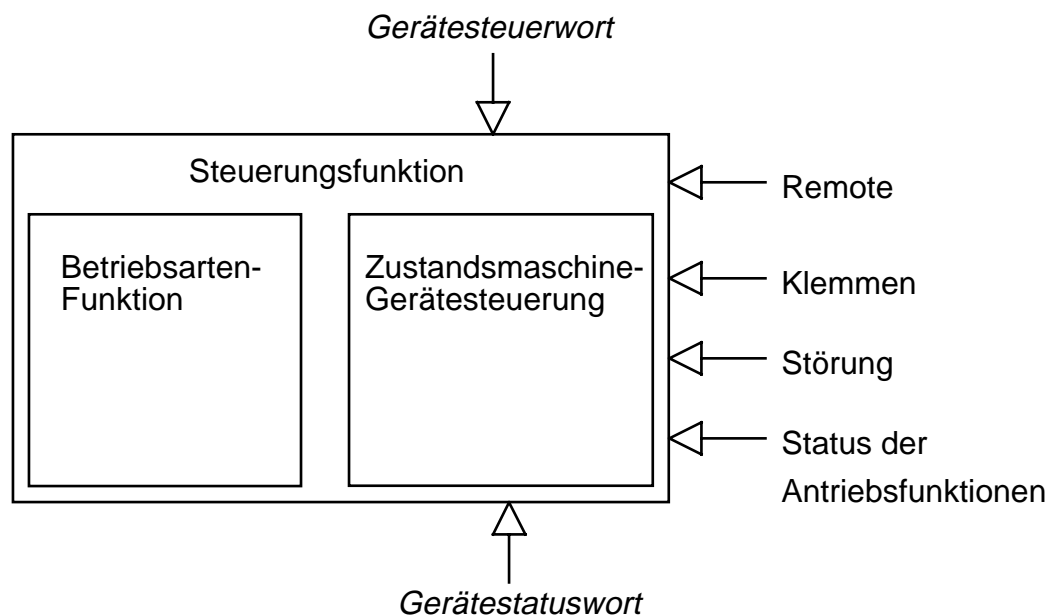 Gerätesteuerwort
Steuerungsfunktion
Remote
Betriebsarten-
Funktion
Zustandsmaschine-
Gerätesteuerung
Klemmen
Störung
Status der
Antriebsfunktionen
Gerätestatuswort